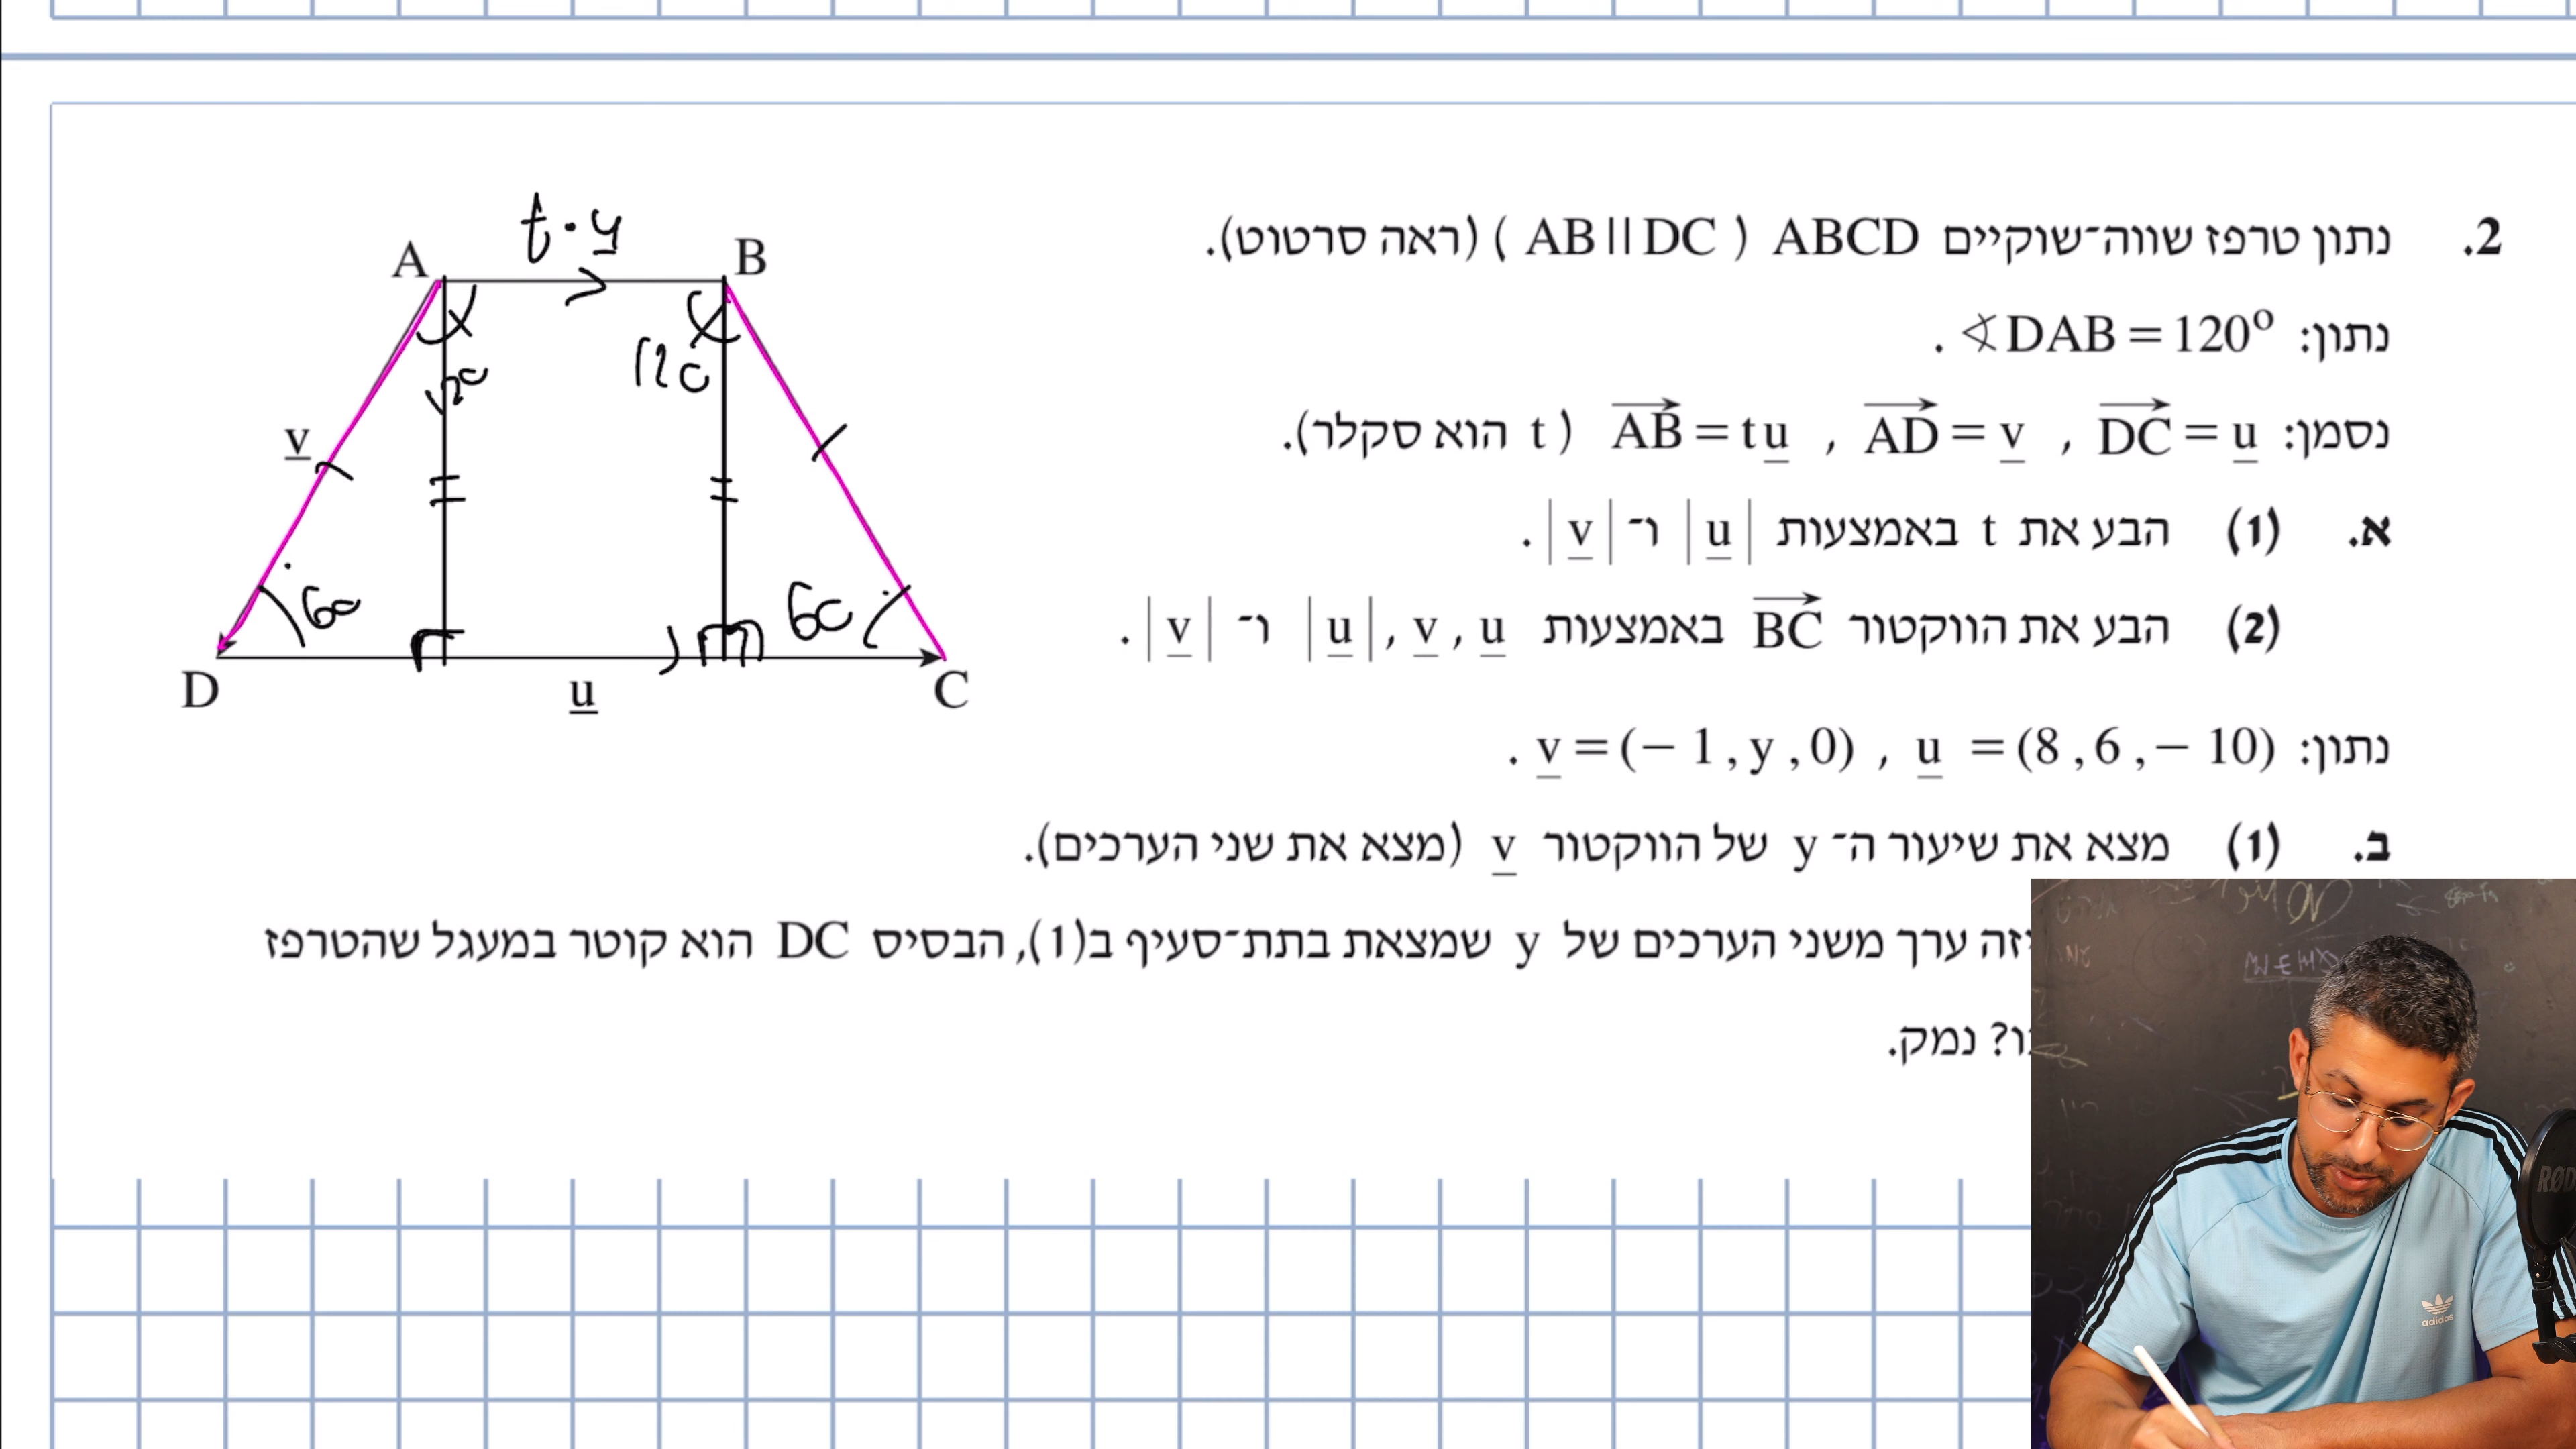 2. נתון טרפז שווה־שוקיים ABCD ( AB || DC ) (ראה סרטוט).
נתון: ∢DAB = 120° .
נסמן: DC = u , AD = v , AB = tu ( t הוא סקלר).
א. (1) הבע את t באמצעות |u| ו־ |v| .
(2) הבע את הווקטור BC באמצעות u , v , |u| ו־ |v| .
נתון: u = (8 , 6 , − 10) , v = (− 1 , y , 0) .
ב. (1) מצא את שיעור ה־ y של הווקטור v (מצא את שני הערכים).
ערך משני הערכים של y שמצאת בתת־סעיף ב(1), הבסיס DC הוא קוטר במעגל שהטרפז
נמק.
t · u
A B
120 120
v
60 60
D u C
adidas